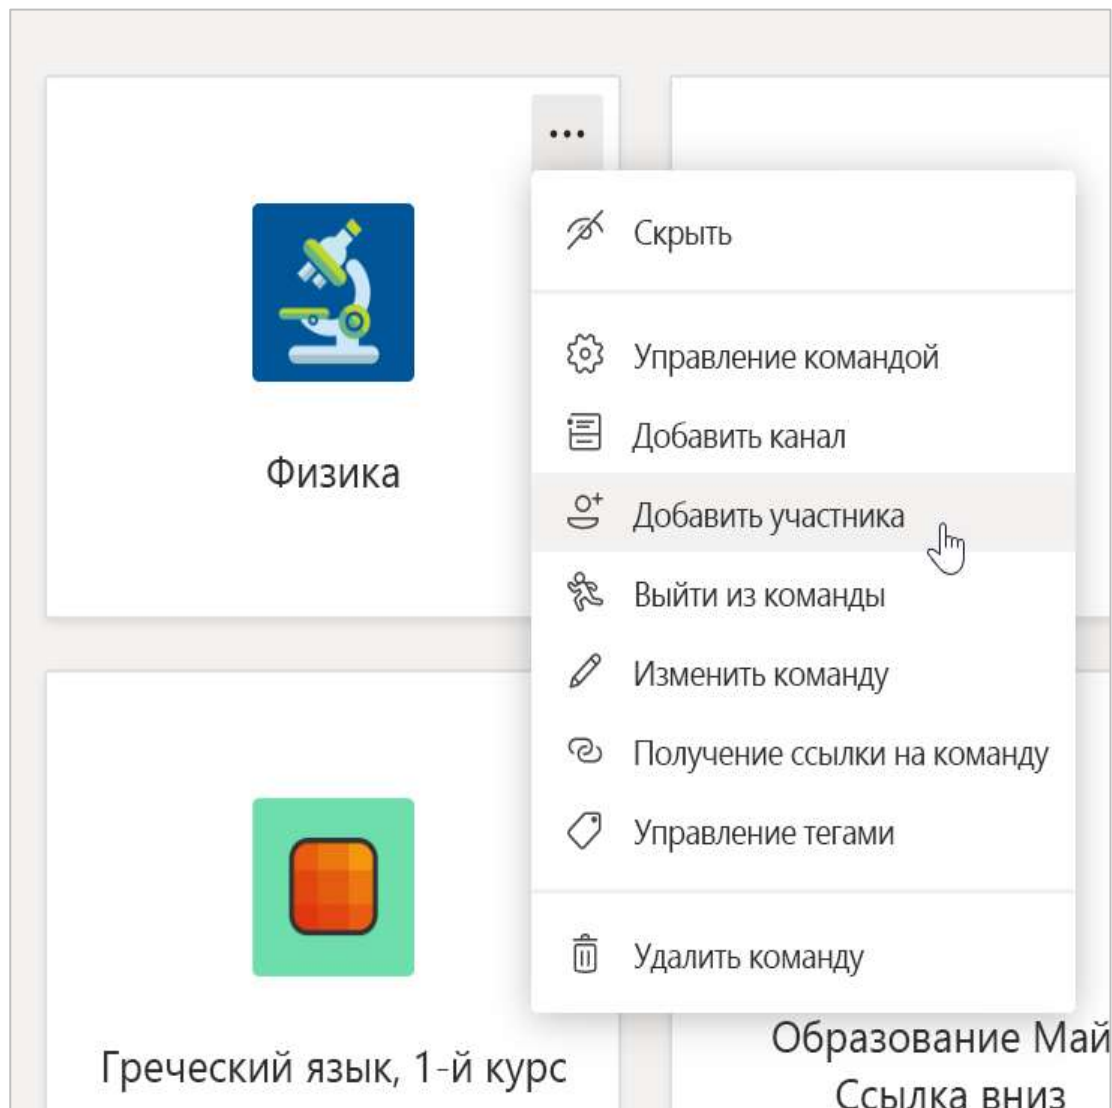 Скрыть
Управление командой
Добавить канал
Добавить участника
Выйти из команды
Изменить команду
Получение ссылки на команду
Управление тегами
Удалить команду
Физика
Греческий язык, 1-й курс
Образование Май
Ссылка вниз